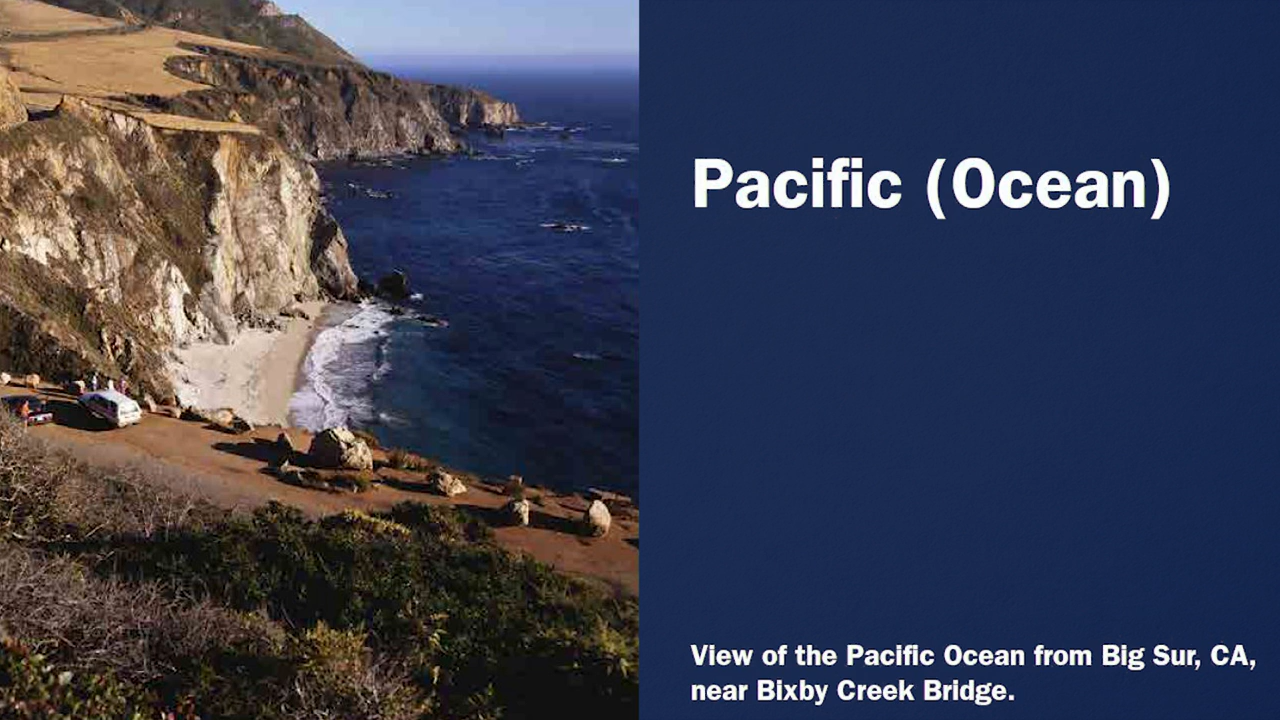 Pacific (Ocean)
View of the Pacific Ocean from Big Sur, CA,
near Bixby Creek Bridge.